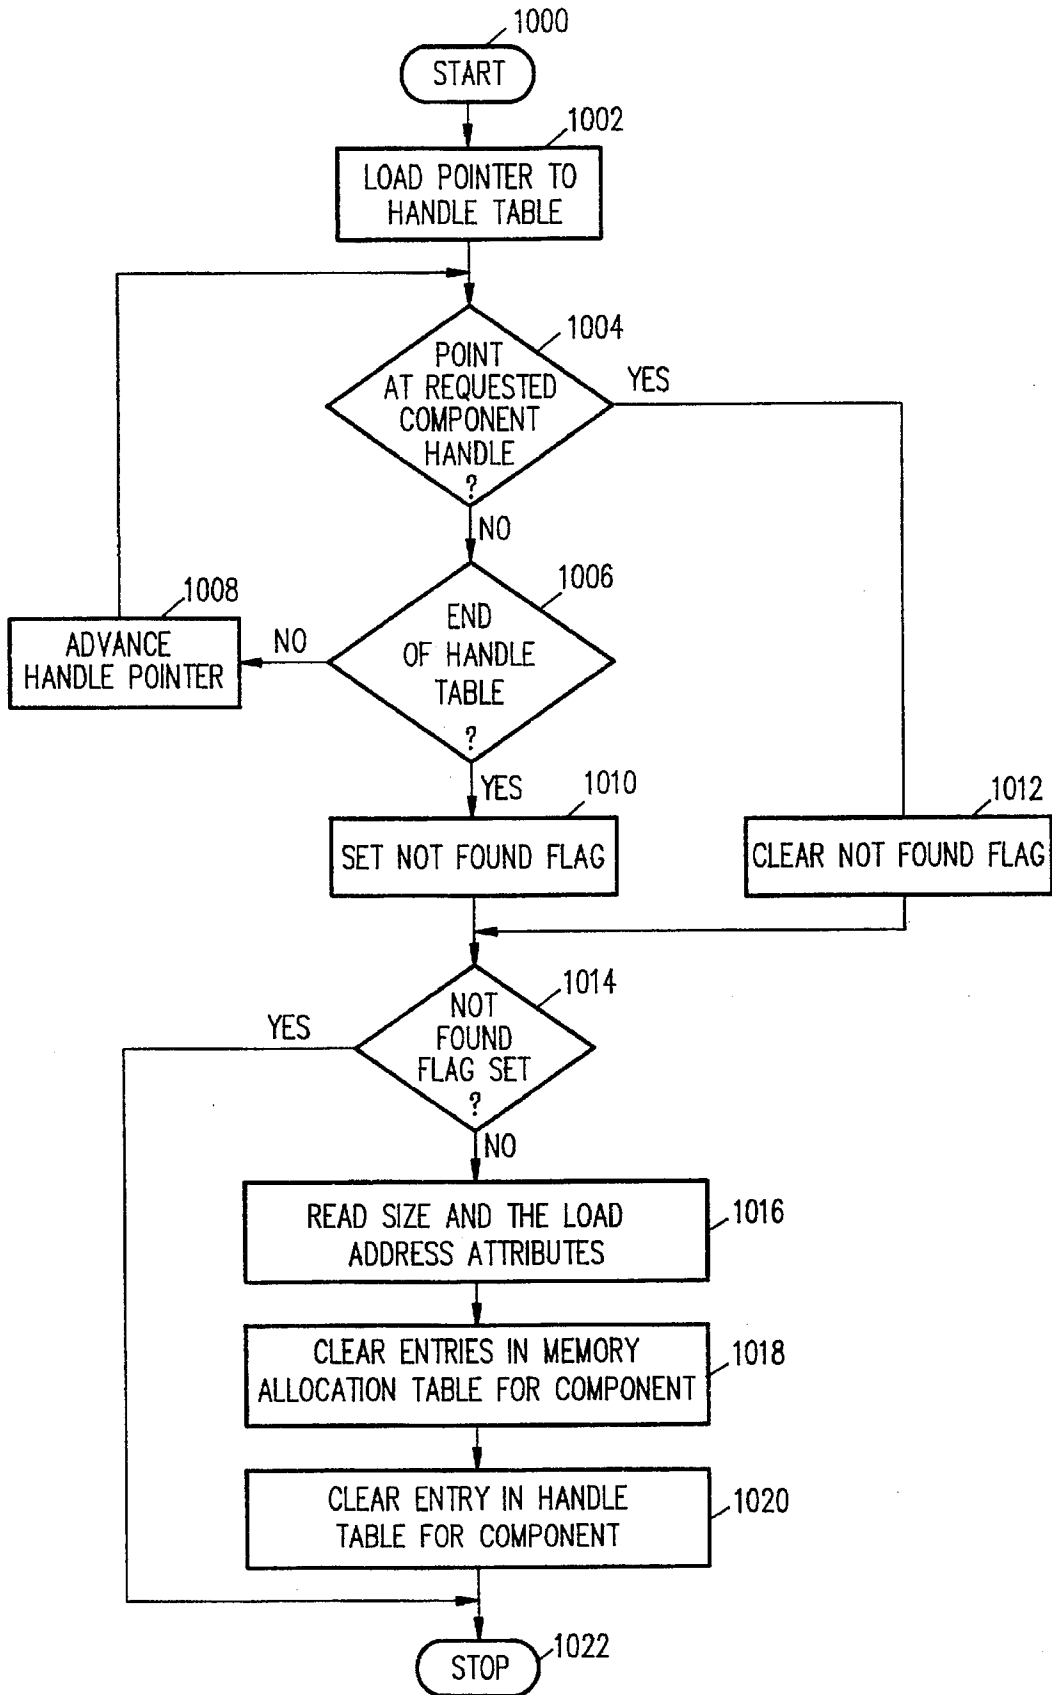 1000
START
1002
LOAD POINTER TO
HANDLE TABLE
1004
POINT
AT REQUESTED
COMPONENT
HANDLE
?
YES
NO
1006
END
OF HANDLE
TABLE
?
1008
ADVANCE
HANDLE POINTER
NO
YES
1010
SET NOT FOUND FLAG
1012
CLEAR NOT FOUND FLAG
1014
NOT
FOUND
FLAG SET
?
YES
NO
READ SIZE AND THE LOAD
ADDRESS ATTRIBUTES
1016
CLEAR ENTRIES IN MEMORY
ALLOCATION TABLE FOR COMPONENT
1018
CLEAR ENTRY IN HANDLE
TABLE FOR COMPONENT
1020
STOP
1022